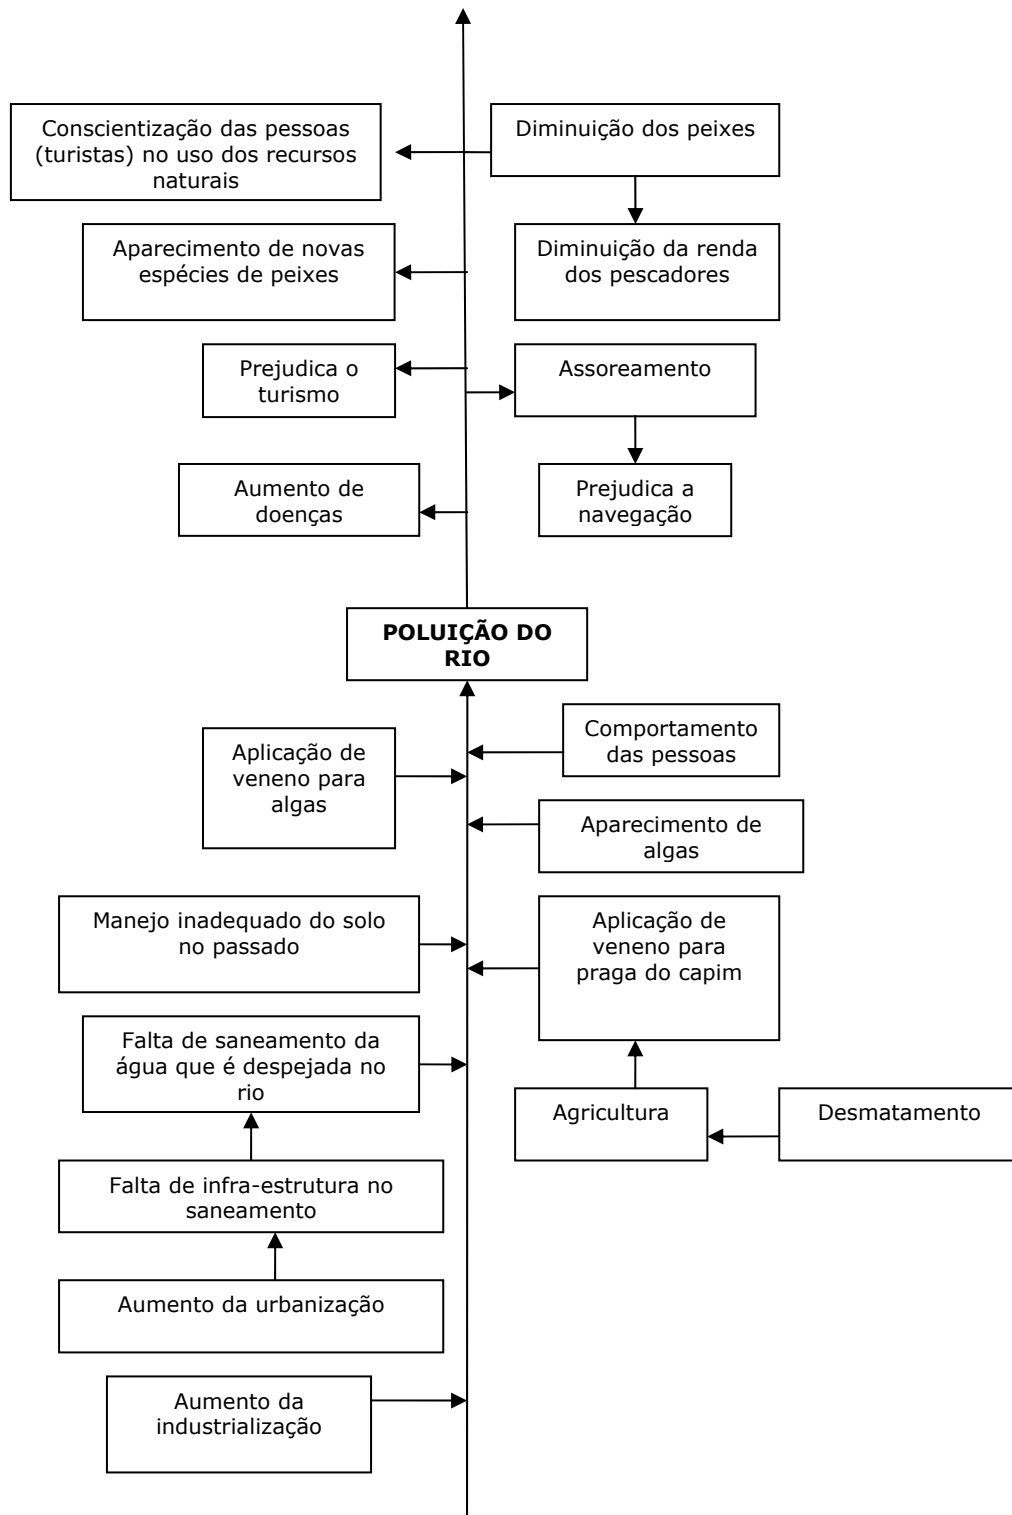 Conscientização das pessoas
(turistas) no uso dos recursos
naturais
Diminuição dos peixes
Aparecimento de novas
espécies de peixes
Diminuição da renda
dos pescadores
Prejudica o
turismo
Assoreamento
Aumento de
doenças
Prejudica a
navegação
POLUIÇÃO DO
RIO
Comportamento
das pessoas
Aplicação de
veneno para
algas
Aparecimento de
algas
Manejo inadequado do solo
no passado
Aplicação de
veneno para
praga do capim
Falta de saneamento da
água que é despejada no
rio
Agricultura
Desmatamento
Falta de infra-estrutura no
saneamento
Aumento da urbanização
Aumento da
industrialização